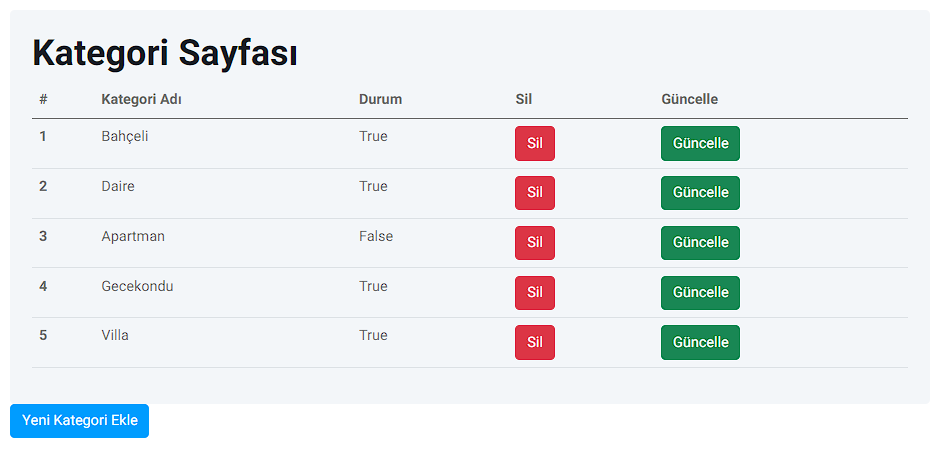 Kategori Sayfası
# Kategori Adı Durum Sil Güncelle
1 Bahçeli True Sil Güncelle
2 Daire True Sil Güncelle
3 Apartman False Sil Güncelle
4 Gecekondu True Sil Güncelle
5 Villa True Sil Güncelle
Yeni Kategori Ekle